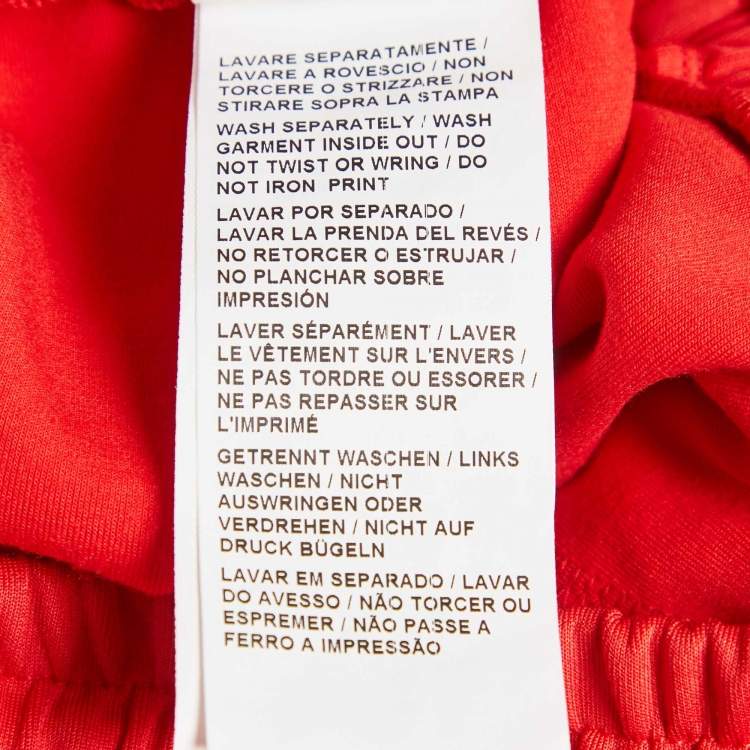 LAVARE SEPARATAMENTE /
LAVARE A ROVESCIO / NON
TORCERE O STRIZZARE / NON
STIRARE SOPRA LA STAMPA
WASH SEPARATELY / WASH
GARMENT INSIDE OUT / DO
NOT TWIST OR WRING / DO
NOT IRON PRINT
LAVAR POR SEPARADO /
LAVAR LA PRENDA DEL REVÉS /
NO RETORCER O ESTRUJAR /
NO PLANCHAR SOBRE
IMPRESIÓN
LAVER SÉPARÉMENT / LAVER
LE VÊTEMENT SUR L'ENVERS /
NE PAS TORDRE OU ESSORER /
NE PAS REPASSER SUR
L'IMPRIMÉ
GETRENNT WASCHEN / LINKS
WASCHEN / NICHT
AUSWRINGEN ODER
VERDREHEN / NICHT AUF
DRUCK BÜGELN
LAVAR EM SEPARADO / LAVAR
DO AVESSO / NÃO TORCER OU
ESPREMER / NÃO PASSE A
FERRO A IMPRESSÃO